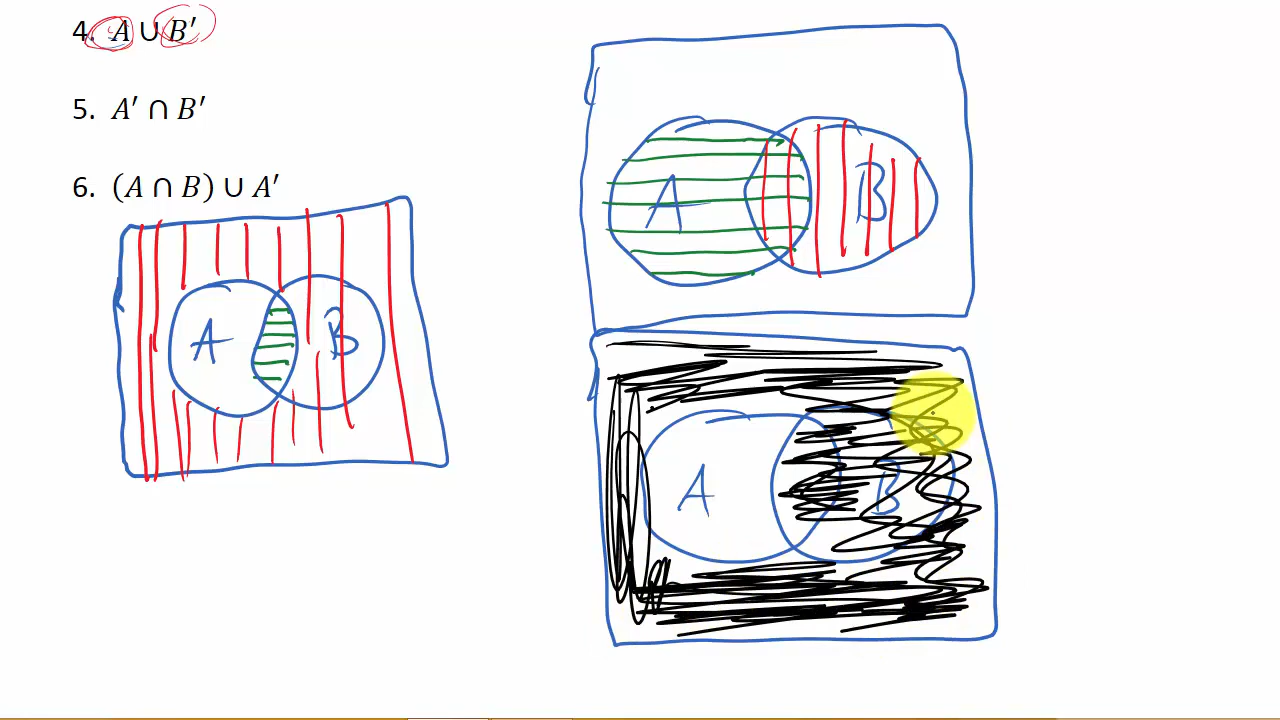 4. A ∪ B′
5. A′ ∩ B′
6. (A ∩ B) ∪ A′
A B
A B
A B